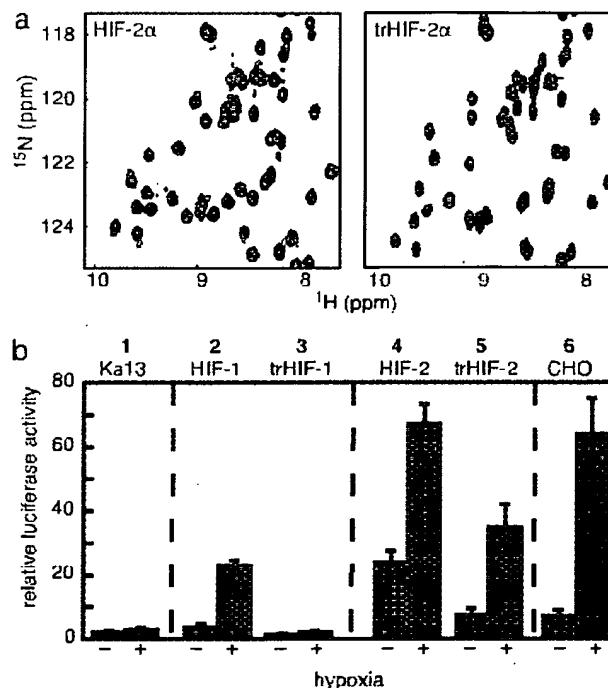 a
HIF-2α
trHIF-2α
118
120
122
124
¹⁵N (ppm)
10 9 8
10 9 8
¹H (ppm)
b
1 2 3 4 5 6
Ka13 HIF-1 trHIF-1 HIF-2 trHIF-2 CHO
80
60
40
20
0
relative luciferase activity
− + − + − + − + − + − +
hypoxia